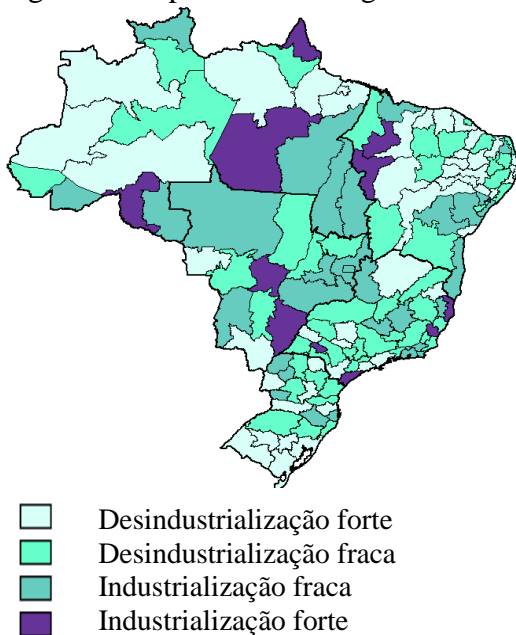 Desindustrialização forte
Desindustrialização fraca
Industrialização fraca
Industrialização forte